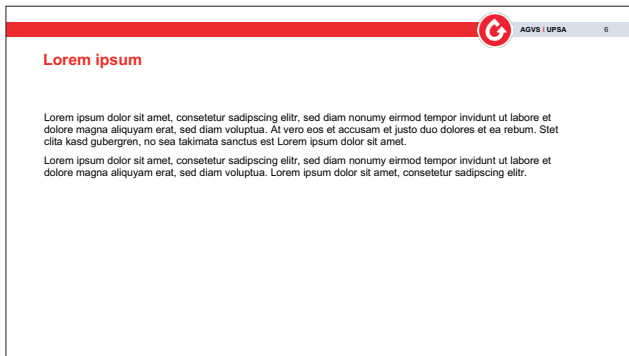 AGVS I UPSA 6
Lorem ipsum
Lorem ipsum dolor sit amet, consetetur sadipscing elitr, sed diam nonumy eirmod tempor invidunt ut labore et
dolore magna aliquyam erat, sed diam voluptua. At vero eos et accusam et justo duo dolores et ea rebum. Stet
clita kasd gubergren, no sea takimata sanctus est Lorem ipsum dolor sit amet.
Lorem ipsum dolor sit amet, consetetur sadipscing elitr, sed diam nonumy eirmod tempor invidunt ut labore et
dolore magna aliquyam erat, sed diam voluptua. Lorem ipsum dolor sit amet, consetetur sadipscing elitr.